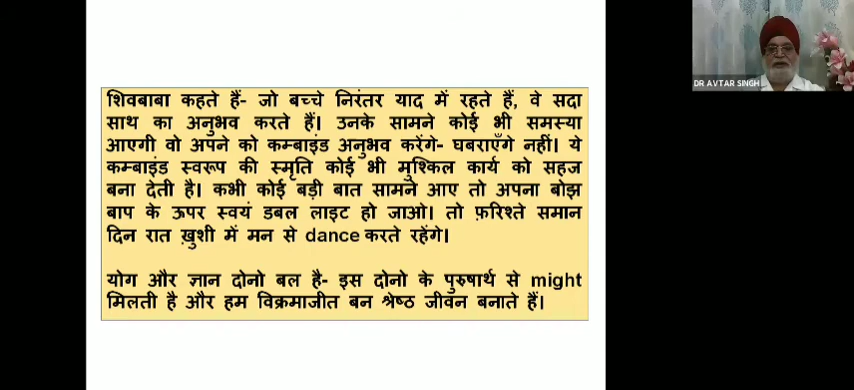 शिवबाबा कहते हैं- जो बच्चे निरंतर याद में रहते हैं, वे सदा
साथ का अनुभव करते हैं। उनके सामने कोई भी समस्या
आएगी वो अपने को कम्बाइंड अनुभव करेंगे- घबराएँगे नहीं। ये
कम्बाइंड स्वरूप की स्मृति कोई भी मुश्किल कार्य को सहज
बना देती है। कभी कोई बड़ी बात सामने आए तो अपना बोझ
बाप के ऊपर स्वयं डबल लाइट हो जाओ। तो फ़रिश्ते समान
दिन रात ख़ुशी में मन से dance करते रहेंगे।
योग और ज्ञान दोनो बल है- इस दोनो के पुरुषार्थ से might
मिलती है और हम विक्रमाजीत बन श्रेष्ठ जीवन बनाते हैं।
DR AVTAR SINGH